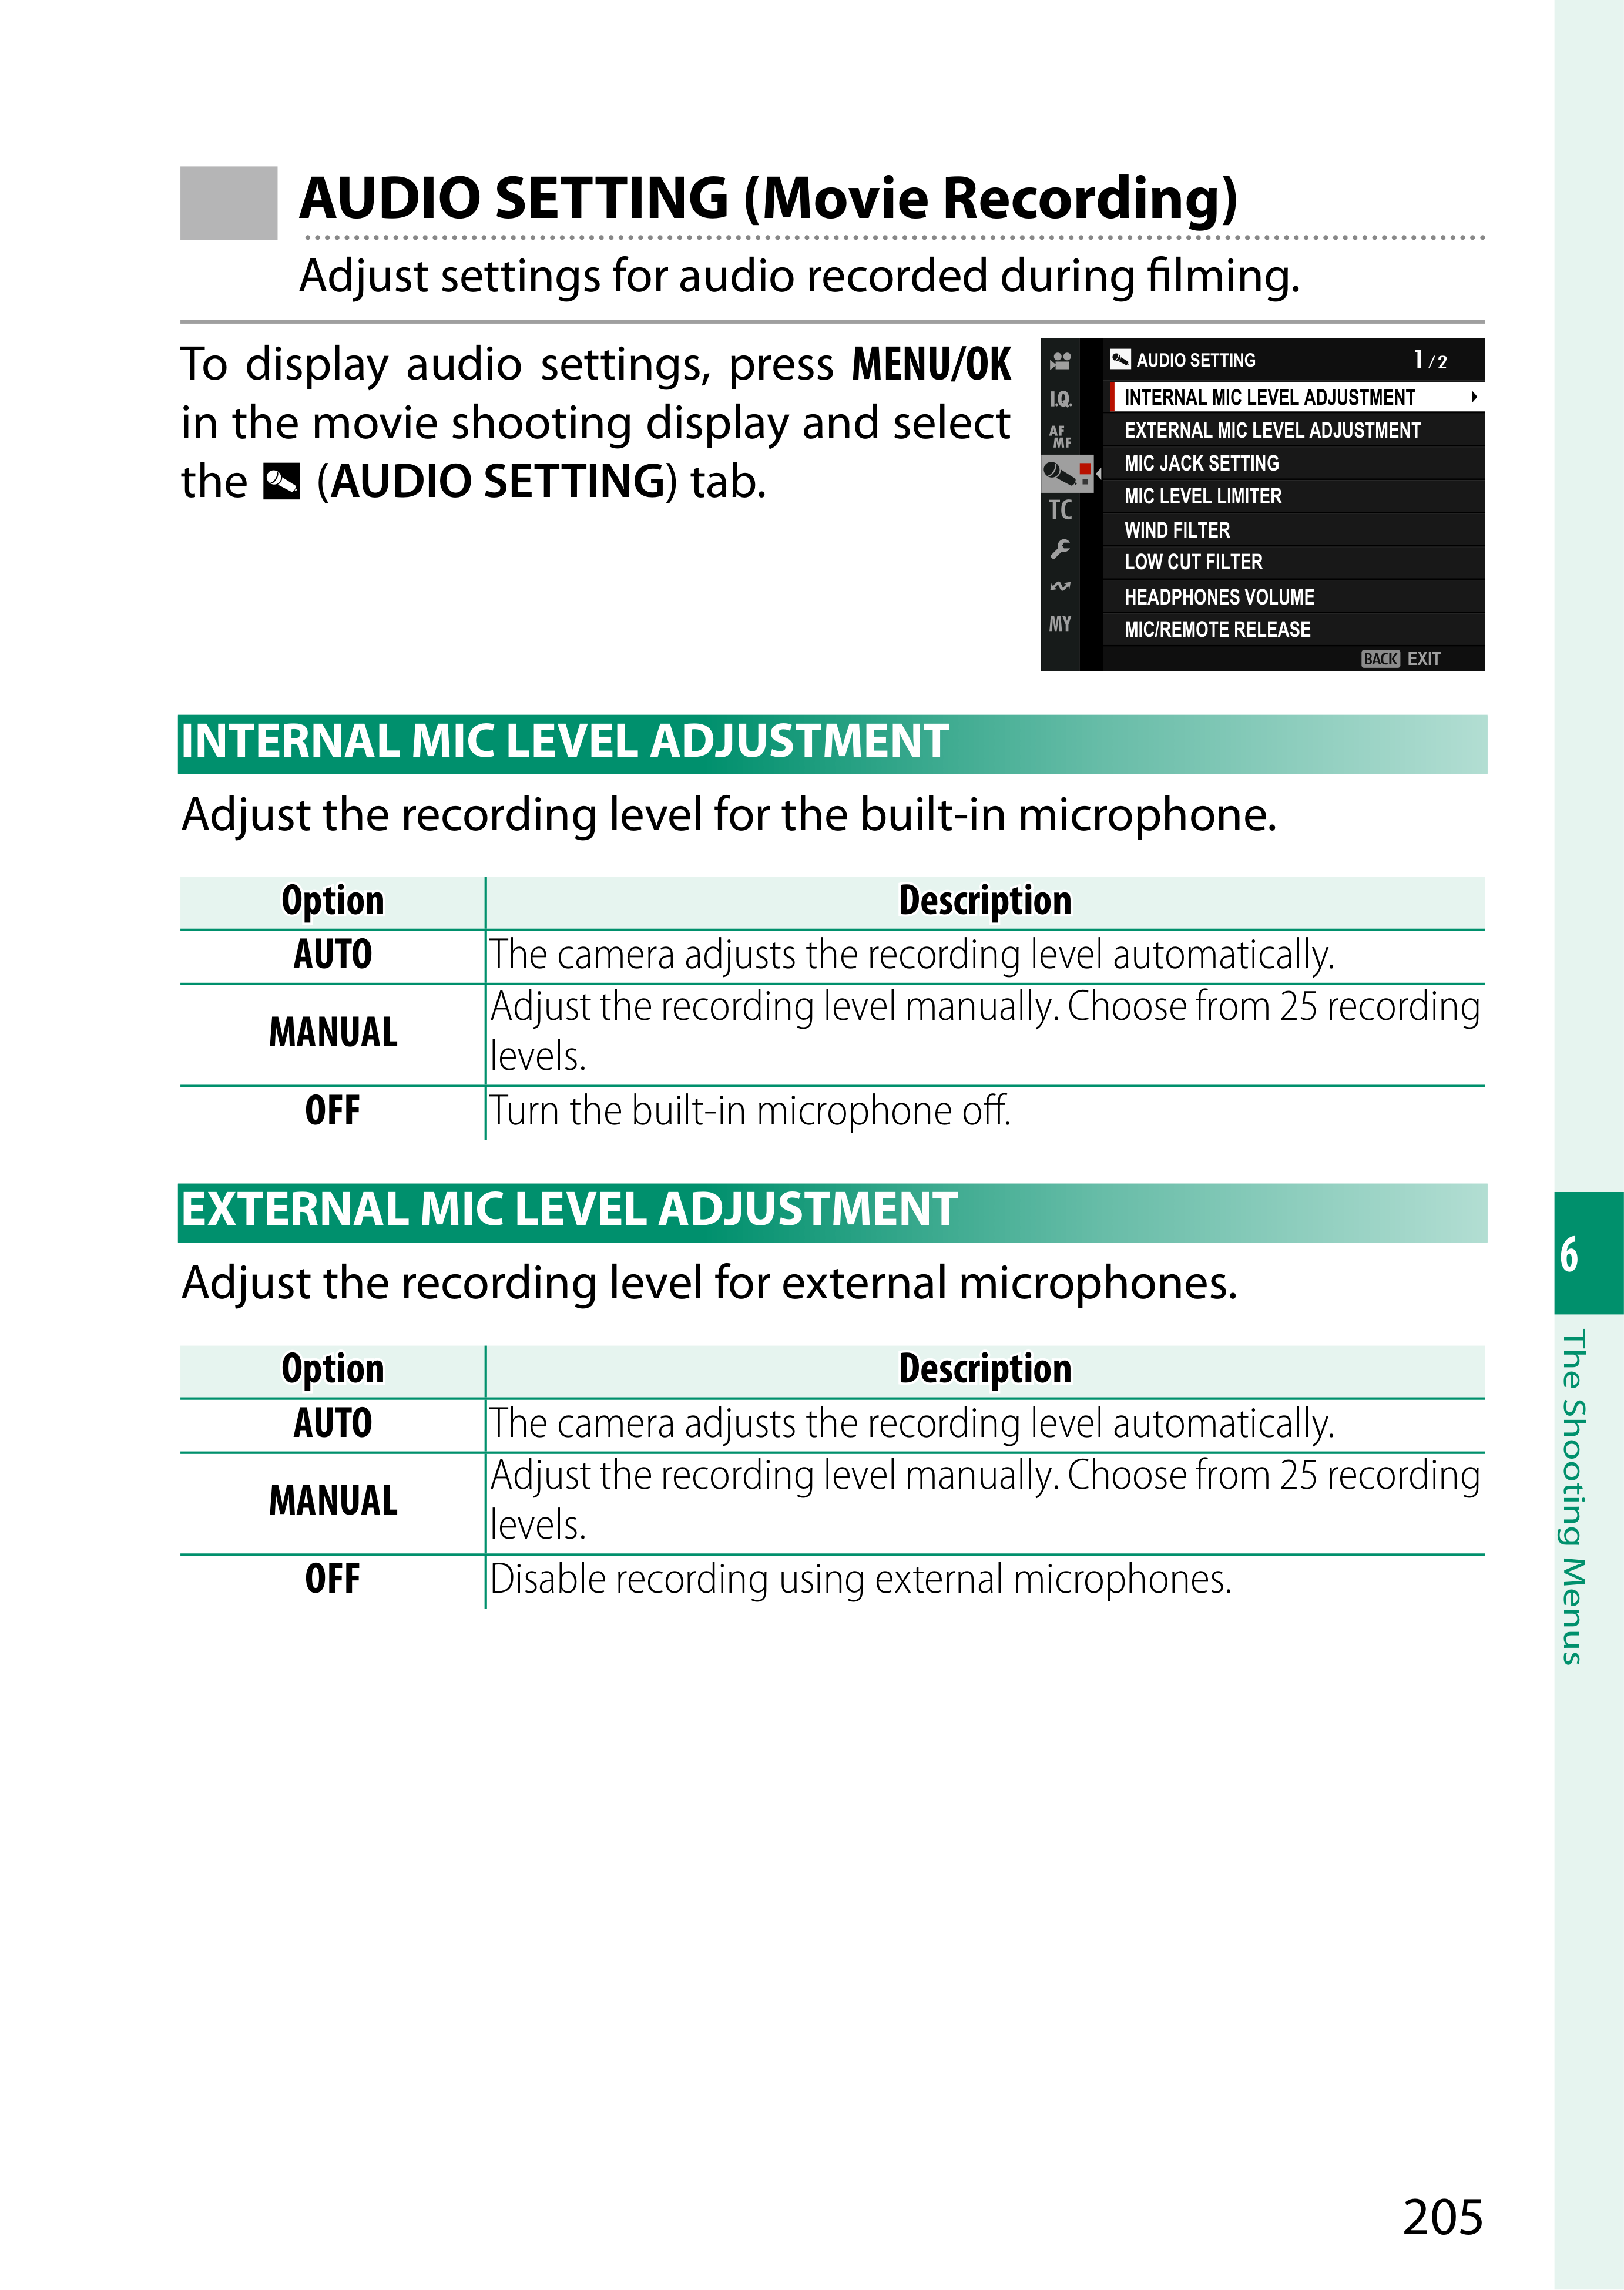 AUDIO SETTING (Movie Recording)
Adjust settings for audio recorded during filming.
To display audio settings, press MENU/OK
in the movie shooting display and select
the (AUDIO SETTING) tab.
AUDIO SETTING 1/2
I.Q.
AF
MF
TC
MY
INTERNAL MIC LEVEL ADJUSTMENT
EXTERNAL MIC LEVEL ADJUSTMENT
MIC JACK SETTING
MIC LEVEL LIMITER
WIND FILTER
LOW CUT FILTER
HEADPHONES VOLUME
MIC/REMOTE RELEASE
BACK EXIT
INTERNAL MIC LEVEL ADJUSTMENT
Adjust the recording level for the built-in microphone.
Option Description
AUTO The camera adjusts the recording level automatically.
MANUAL Adjust the recording level manually. Choose from 25 recording
levels.
OFF Turn the built-in microphone off.
EXTERNAL MIC LEVEL ADJUSTMENT
Adjust the recording level for external microphones.
Option Description
AUTO The camera adjusts the recording level automatically.
MANUAL Adjust the recording level manually. Choose from 25 recording
levels.
OFF Disable recording using external microphones.
6
The Shooting Menus
205